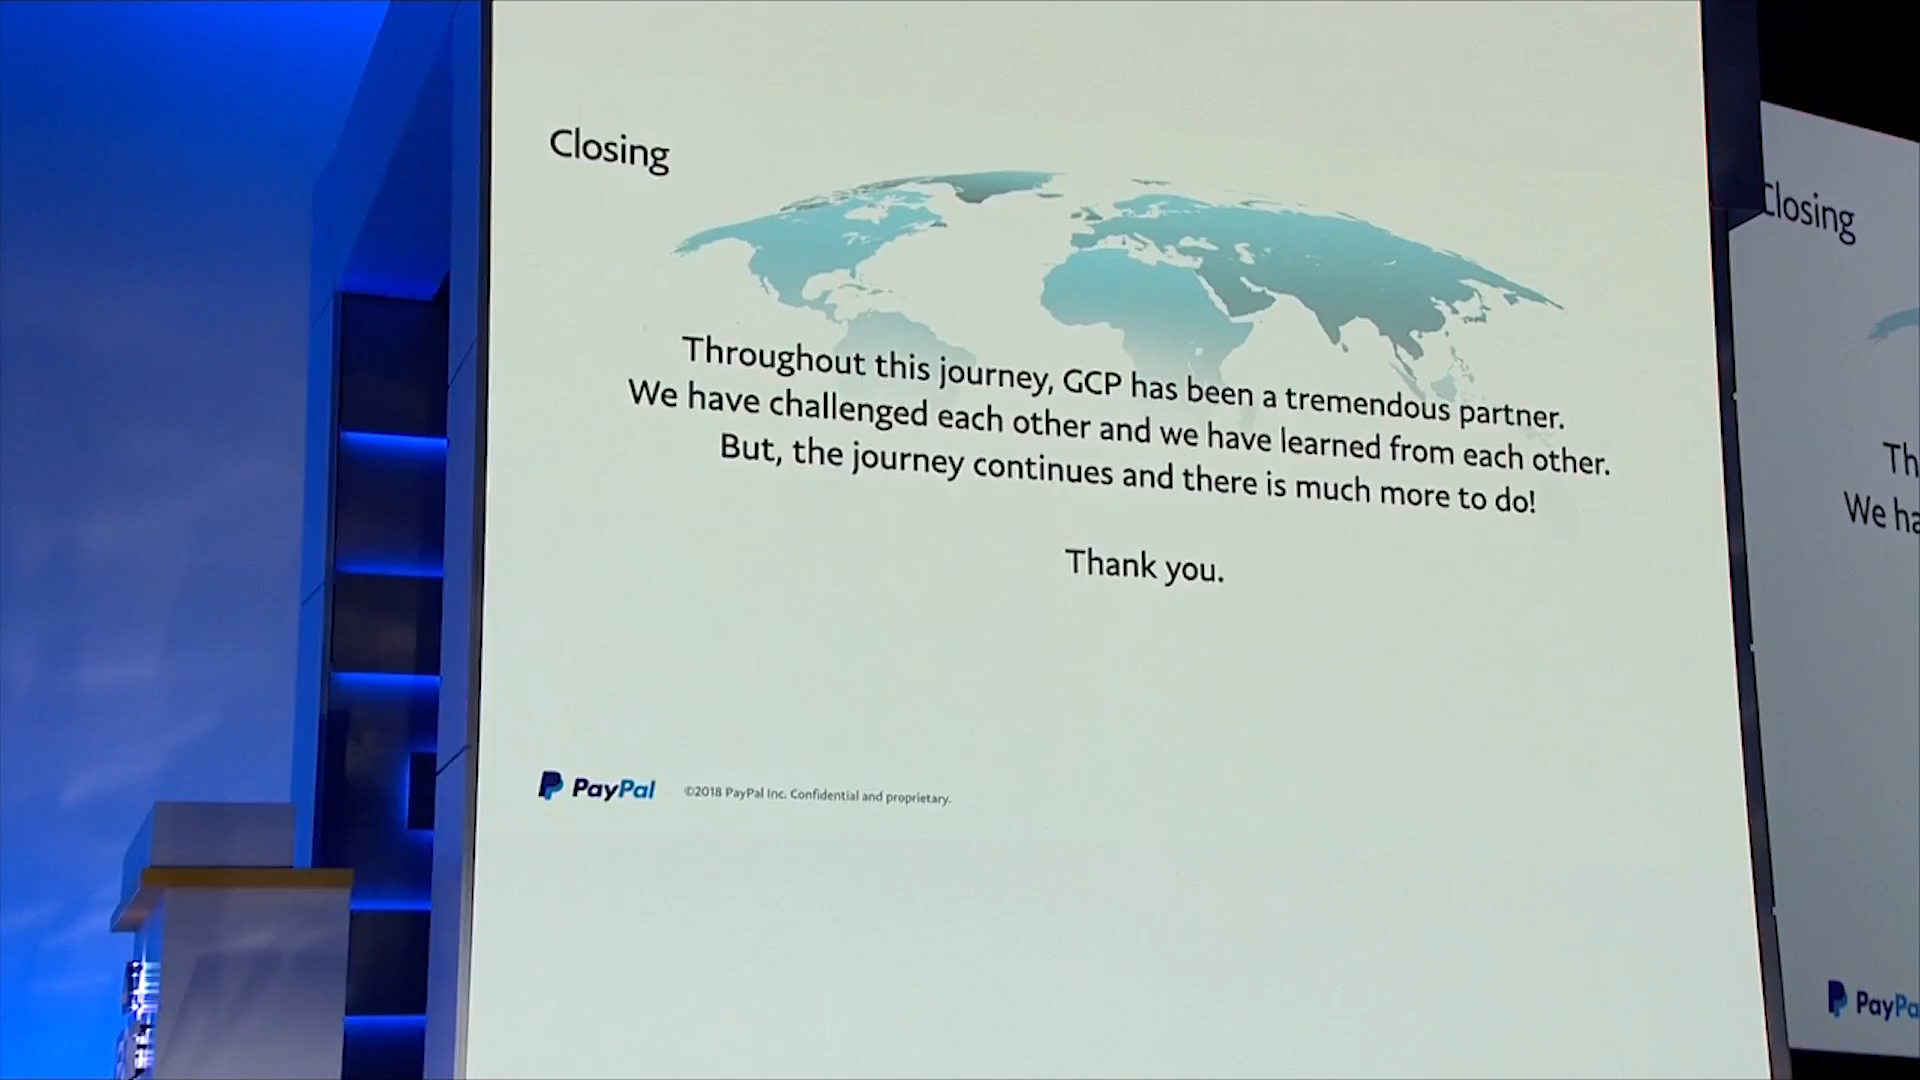 Closing
Throughout this journey, GCP has been a tremendous partner.
We have challenged each other and we have learned from each other.
But, the journey continues and there is much more to do!
Thank you.
PayPal ©2018 PayPal Inc. Confidential and proprietary.
Closing
Th
We ha
PayPa